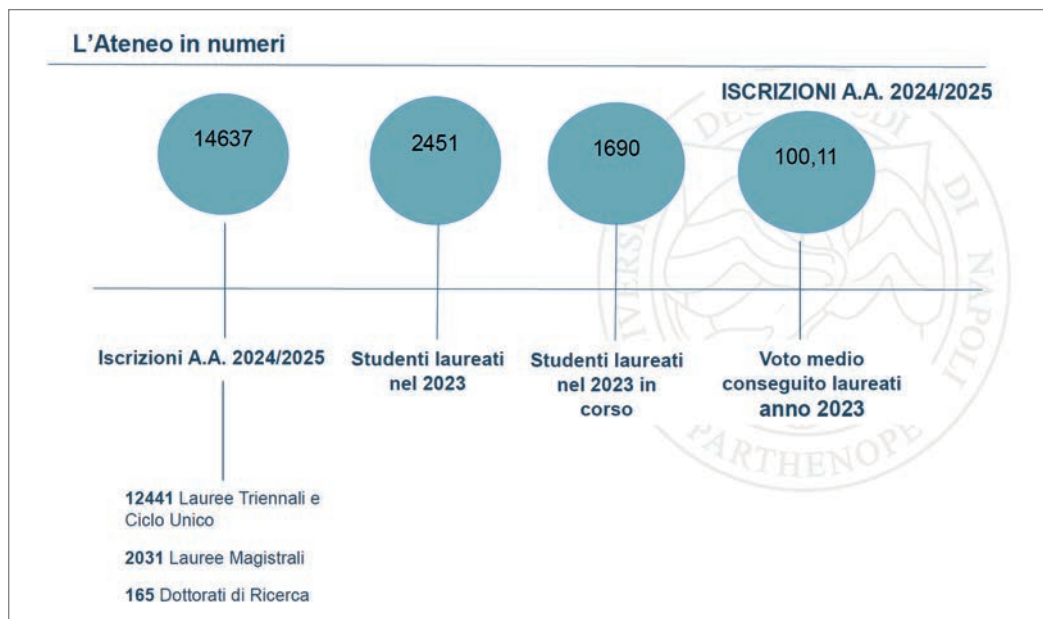 L'Ateneo in numeri
ISCRIZIONI A.A. 2024/2025
14637
2451
1690
100,11
Iscrizioni A.A. 2024/2025
Studenti laureati
nel 2023
Studenti laureati
nel 2023 in
corso
Voto medio
conseguito laureati
anno 2023
12441 Lauree Triennali e
Ciclo Unico
2031 Lauree Magistrali
165 Dottorati di Ricerca
DI NAPOLI
PARTHENOPE